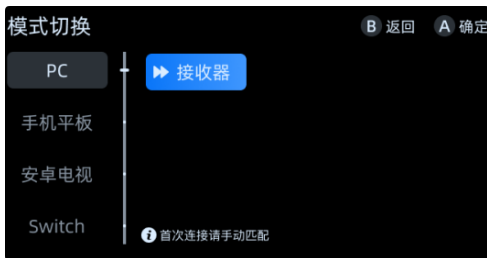 模式切换
B 返回 A 确定
PC
接收器
手机平板
安卓电视
Switch
首次连接请手动匹配